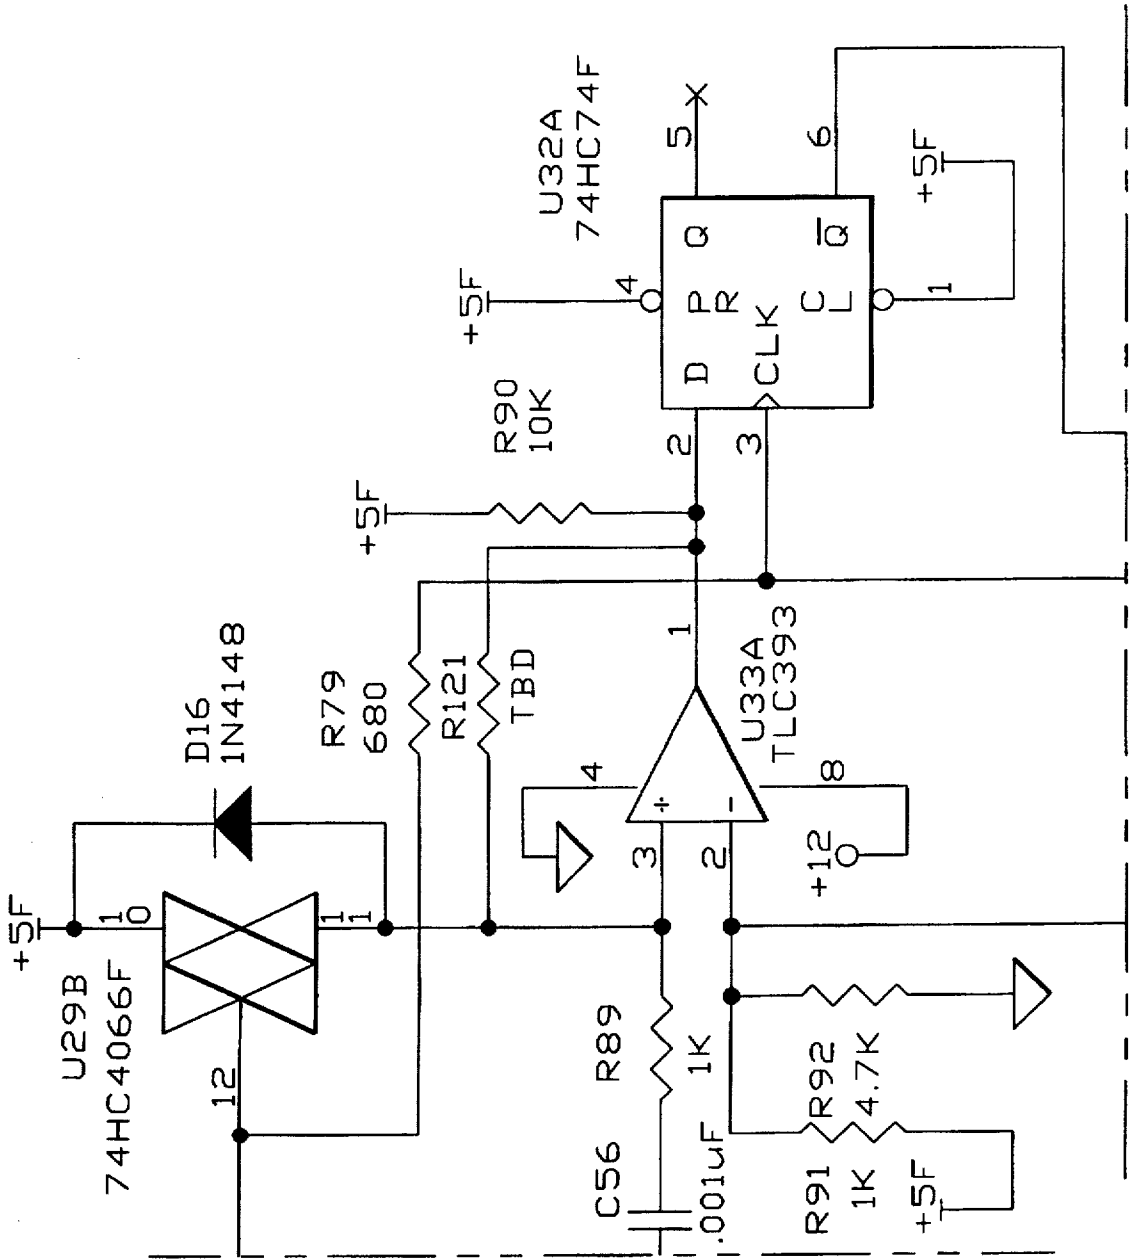 U32A
74HC74F
5
6
+5F
+5F
4
Q
Q
P
R
C
L
1
D
CLK
2
3
R90
10K
+5F
D16
1N4148
R79
680
R121
TBD
1
U33A
TLC393
4
8
+
-
3
2
+12
+5F
1
0
1
1
U29B
74HC4066F
12
R89
1K
R92
4.7K
C56
.001uF
R91
1K
+5F